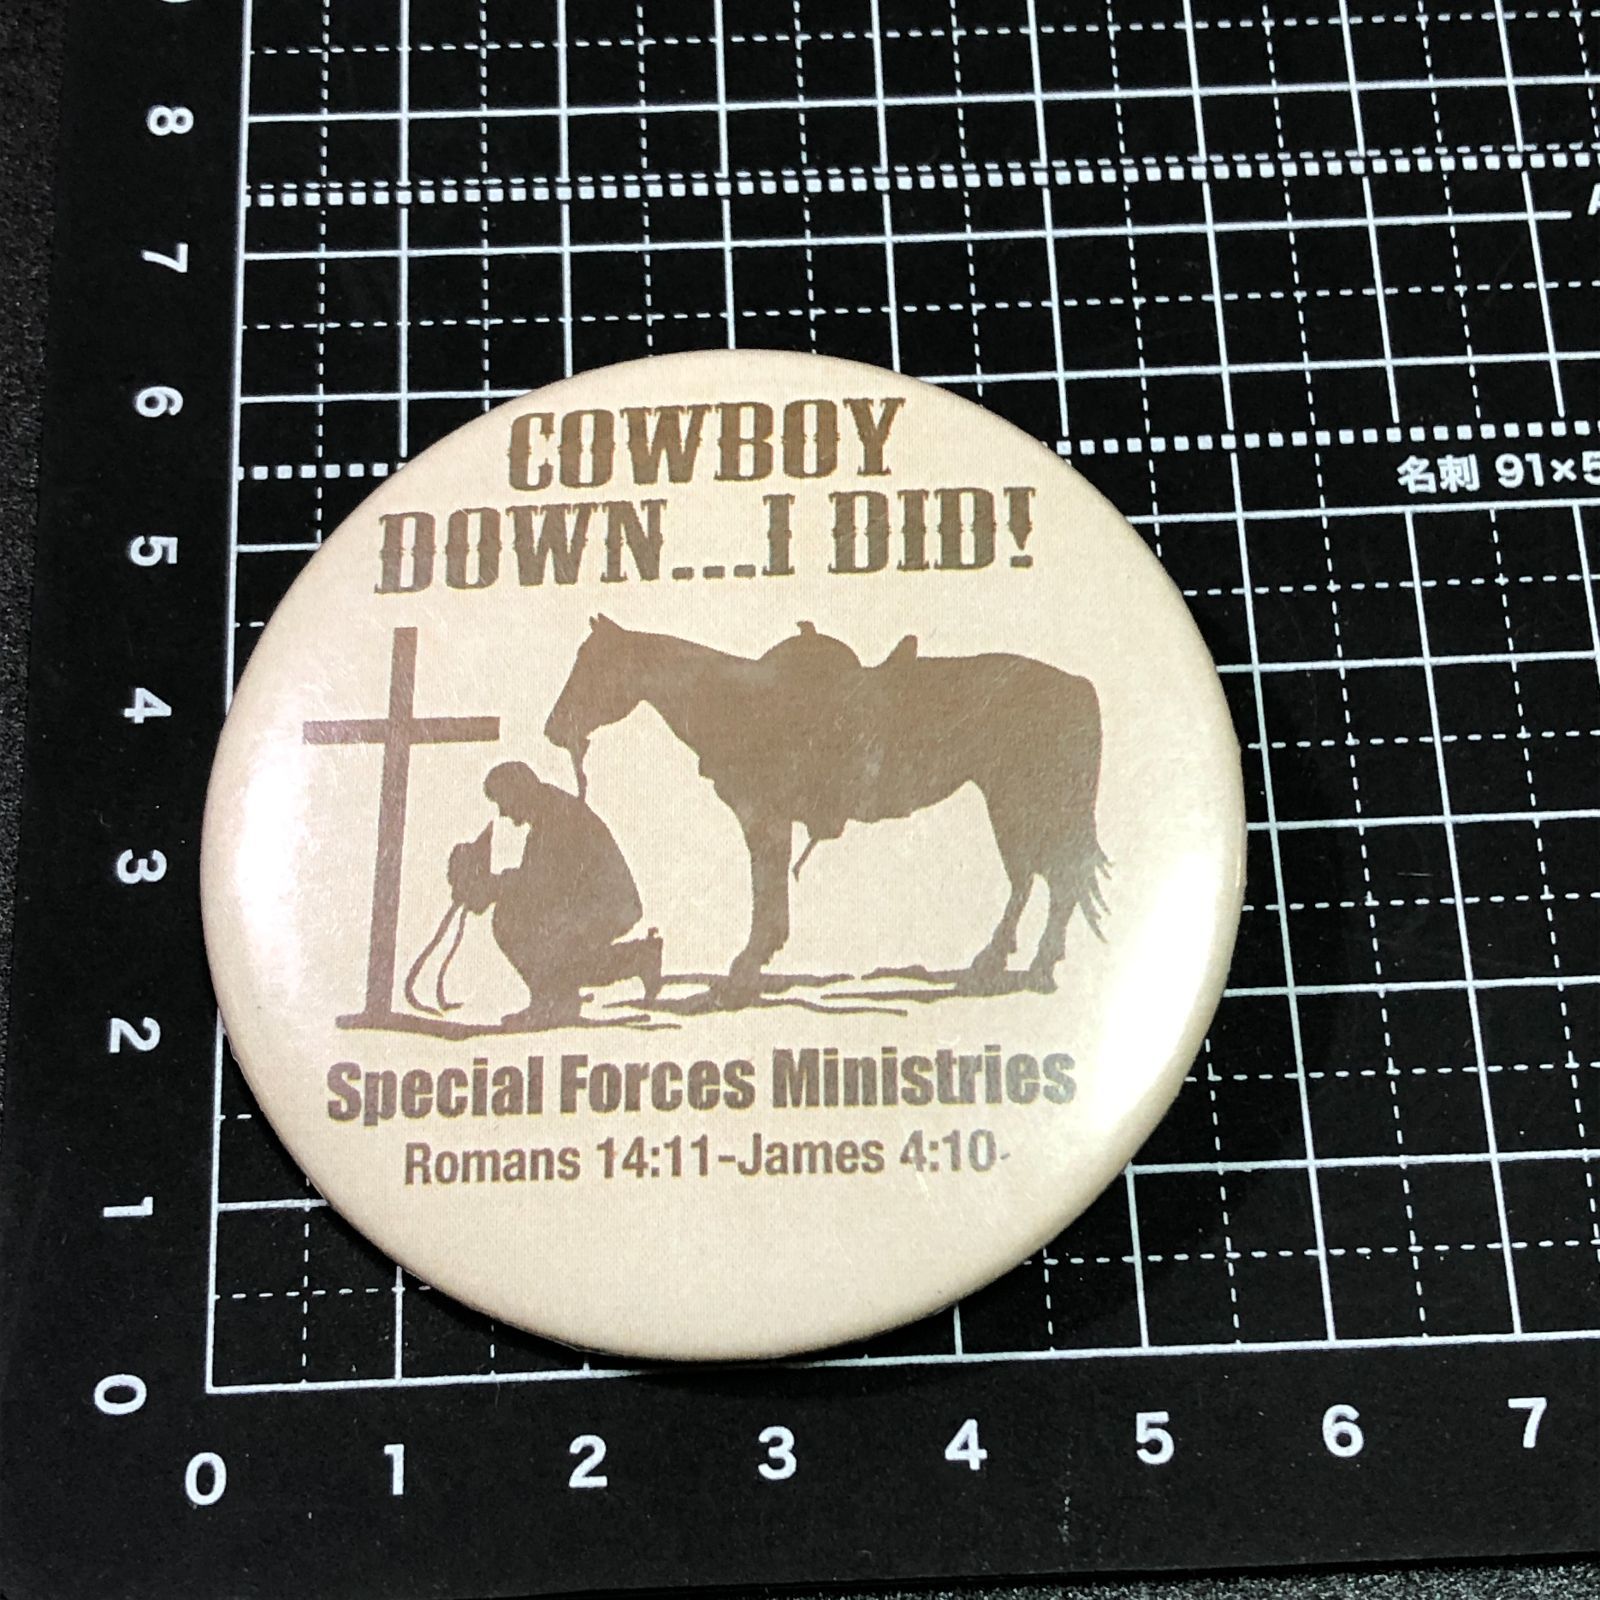 8
7
6
5
4
3
2
1
0
0 1 2 3 4 5 6 7
名刺 91×5
COWBOY
DOWN...I DID!
Special Forces Ministries
Romans 14:11-James 4:10-